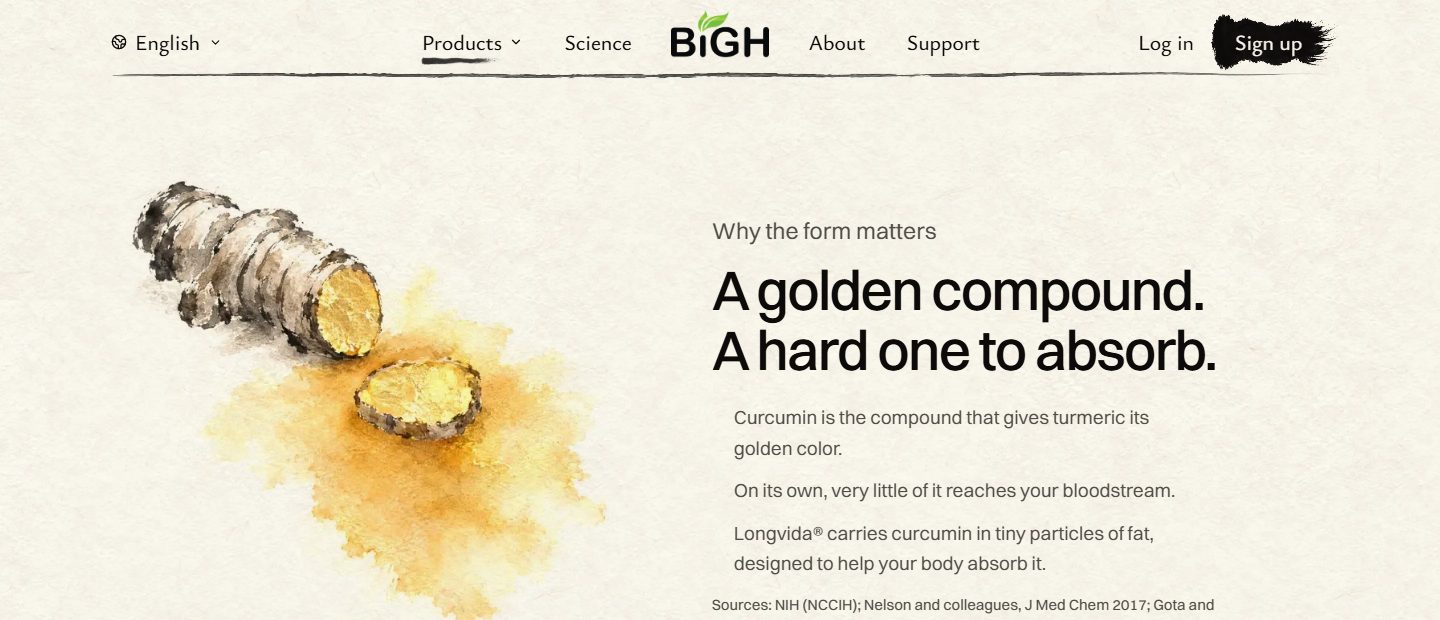 English
Products
Science
BiGH
About
Support
Log in
Sign up
Why the form matters
A golden compound.
A hard one to absorb.
Curcumin is the compound that gives turmeric its
golden color.
On its own, very little of it reaches your bloodstream.
Longvida® carries curcumin in tiny particles of fat,
designed to help your body absorb it.
Sources: NIH (NCCIH); Nelson and colleagues, J Med Chem 2017; Gota and